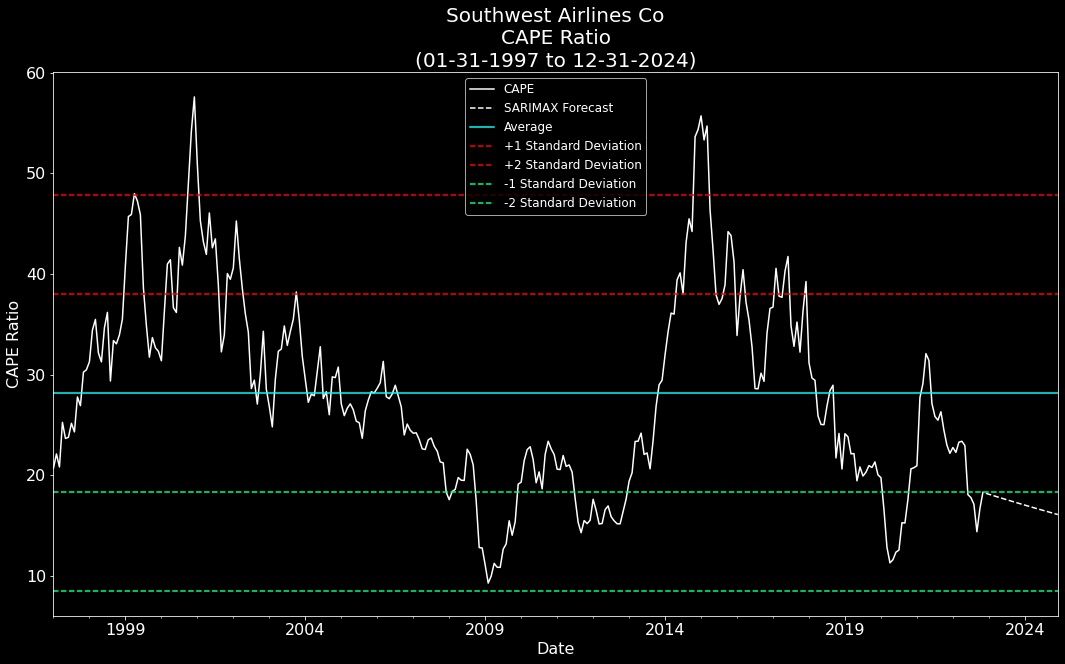 Southwest Airlines Co
CAPE Ratio
(01-31-1997 to 12-31-2024)
CAPE
SARIMAX Forecast
Average
+1 Standard Deviation
+2 Standard Deviation
-1 Standard Deviation
-2 Standard Deviation
60
50
40
30
20
10
CAPE Ratio
1999 2004 2009 2014 2019 2024
Date